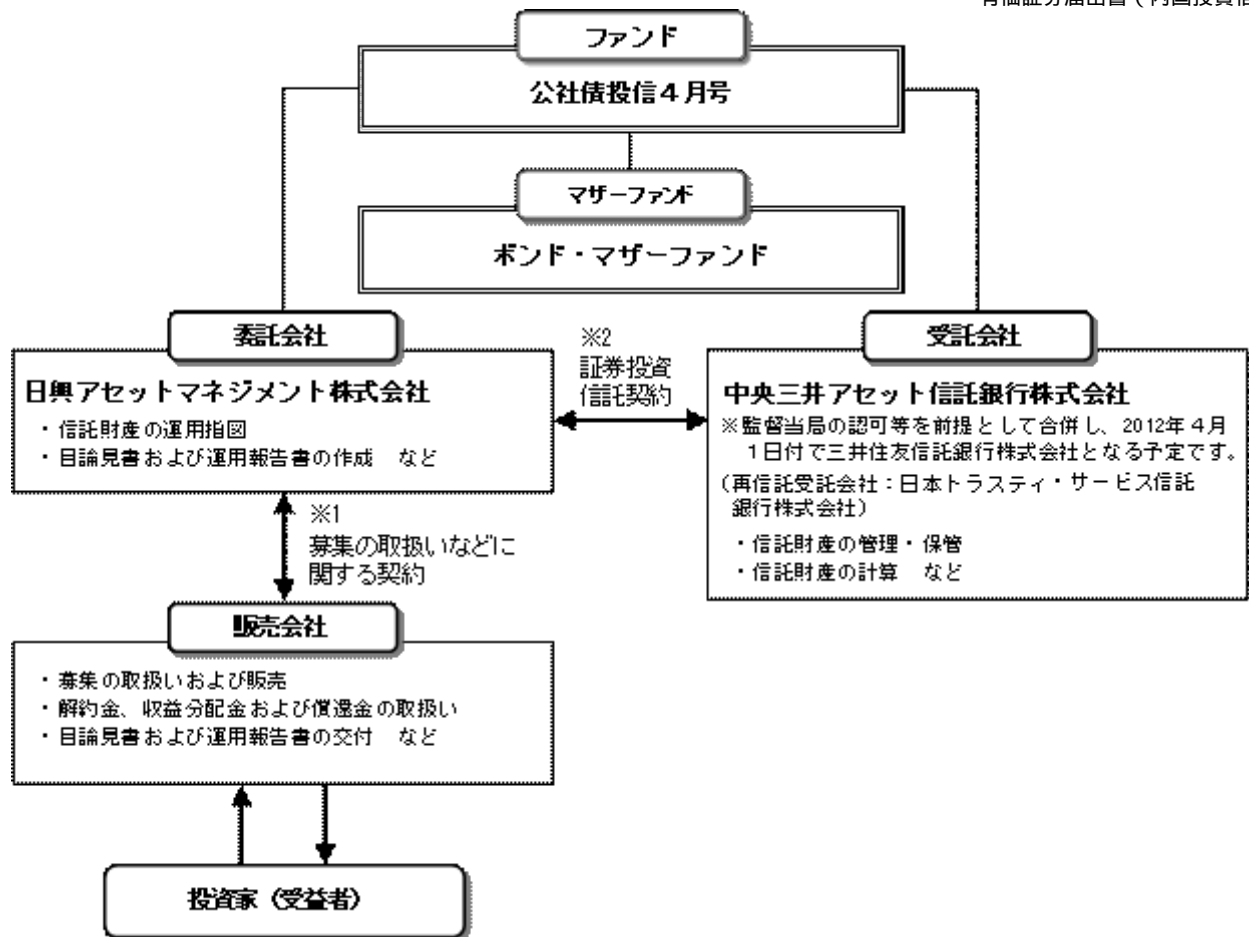 有価証券届出書(内国投資信
ファンド
公社債投信4月号
マザーファンド
ボンド・マザーファンド
委託会社
日興アセットマネジメント株式会社
・信託財産の運用指図
・目論見書および運用報告書の作成 など
※2
証券投資
信託契約
受託会社
中央三井アセット信託銀行株式会社
※監督当局の認可等を前提として合併し、2012年4月
1日付で三井住友信託銀行株式会社となる予定です。
(再信託受託会社:日本トラスティ・サービス信託
銀行株式会社)
・信託財産の管理・保管
・信託財産の計算 など
※1
募集の取扱いなどに
関する契約
販売会社
・募集の取扱いおよび販売
・解約金、収益分配金および償還金の取扱い
・目論見書および運用報告書の交付 など
投資家(受益者)